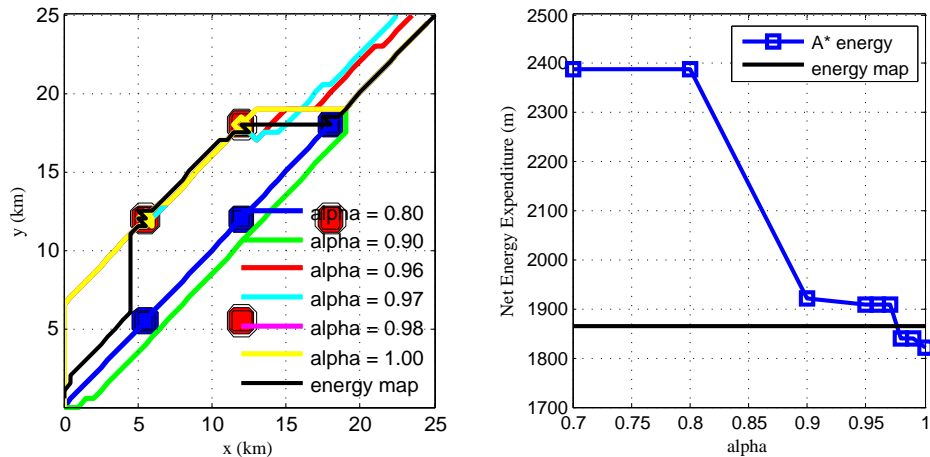 25
20
15
10
5
0
5
10
15
20
25
x (km)
y (km)
alpha = 0.80
alpha = 0.90
alpha = 0.96
alpha = 0.97
alpha = 0.98
alpha = 1.00
energy map
2500
2400
2300
2200
2100
2000
1900
1800
1700
0.7
0.75
0.8
0.85
0.9
0.95
1
alpha
Net Energy Expenditure (m)
A* energy
energy map